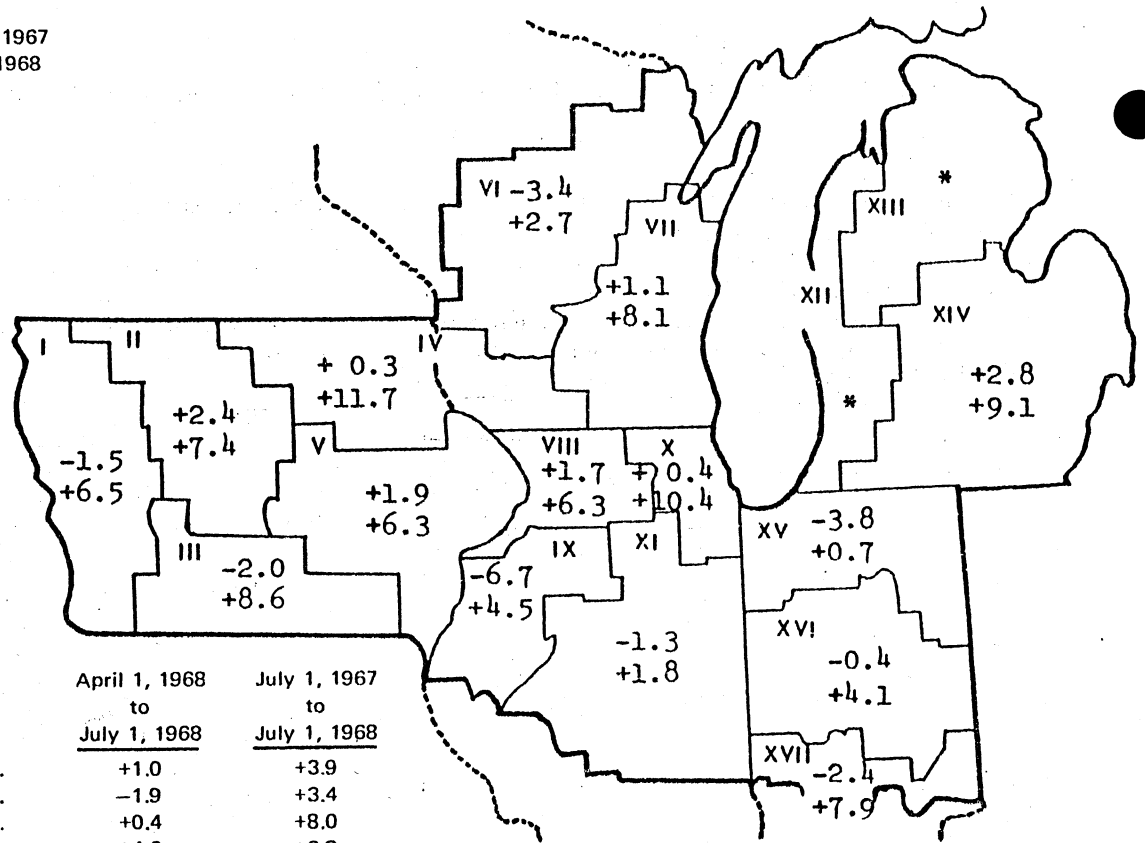 1967
1968
VI -3.4
+2.7
VII
+1.1
+8.1
XIII
*
XII
*
XIV
+2.8
+9.1
I
-1.5
+6.5
II
+2.4
+7.4
IV
+ 0.3
+11.7
V
+1.9
+6.3
III
-2.0
+8.6
VIII
+1.7
+6.3
X
+ 0.4
+10.4
IX
-6.7
+4.5
XI
-1.3
+1.8
XV -3.8
+0.7
XVI
-0.4
+4.1
XVII
-2.4
+7.9
April 1, 1968 July 1, 1967
to to
July 1, 1968 July 1, 1968
+1.0 +3.9
−1.9 +3.4
+0.4 +8.0